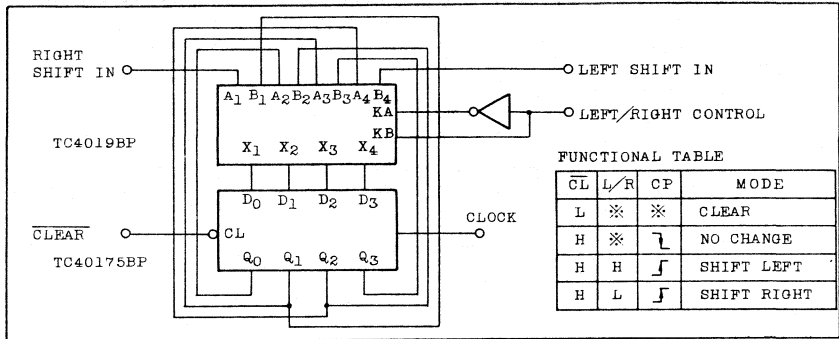 RIGHT
SHIFT IN
LEFT SHIFT IN
A1 B1 A2 B2 A3 B3 A4 B4
KA
LEFT/RIGHT CONTROL
KB
TC4019BP
X1 X2 X3 X4
D0 D1 D2 D3
CLOCK
CLEAR
CL
TC40175BP
Q0 Q1 Q2 Q3
FUNCTIONAL TABLE
CL L/R CP MODE
L ※ ※ CLEAR
H ※ NO CHANGE
H H SHIFT LEFT
H L SHIFT RIGHT